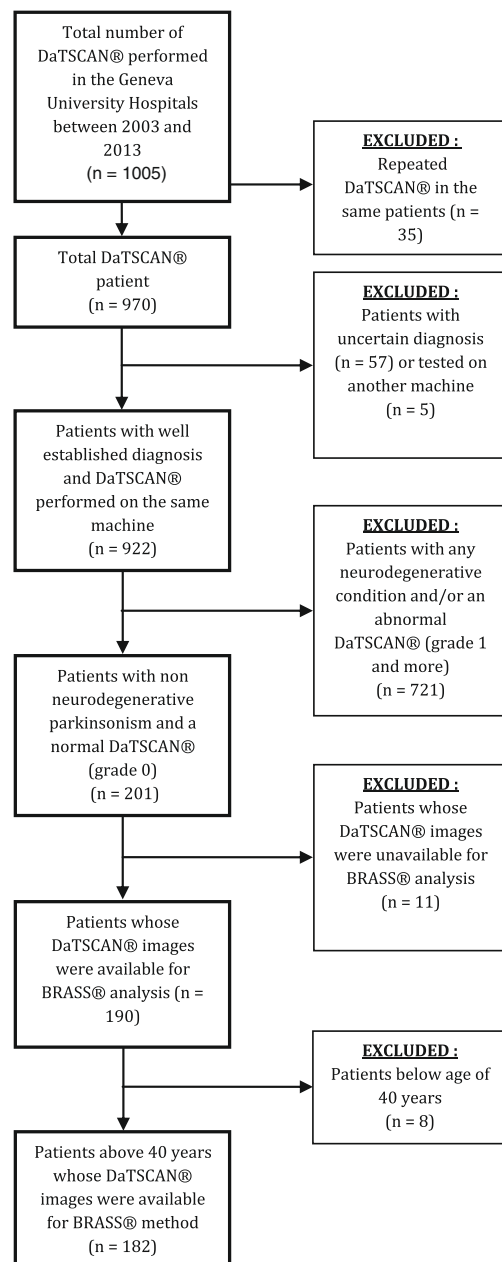 Total number of
DaTSCAN® performed
in the Geneva
University Hospitals
between 2003 and
2013
(n = 1005)
EXCLUDED :
Repeated
DaTSCAN® in the
same patients (n =
35)
Total DaTSCAN®
patient
(n = 970)
EXCLUDED :
Patients with
uncertain diagnosis
(n = 57) or tested on
another machine
(n = 5)
Patients with well
established diagnosis
and DaTSCAN®
performed on the same
machine
(n = 922)
EXCLUDED :
Patients with any
neurodegenerative
condition and/or an
abnormal
DaTSCAN® (grade 1
and more)
(n = 721)
Patients with non
neurodegenerative
parkinsonism and a
normal DaTSCAN®
(grade 0)
(n = 201)
EXCLUDED :
Patients whose
DaTSCAN® images
were unavailable for
BRASS® analysis
(n = 11)
Patients whose
DaTSCAN® images
were available for
BRASS® analysis (n =
190)
EXCLUDED :
Patients below age of
40 years
(n = 8)
Patients above 40 years
whose DaTSCAN®
images were available
for BRASS® method
(n = 182)